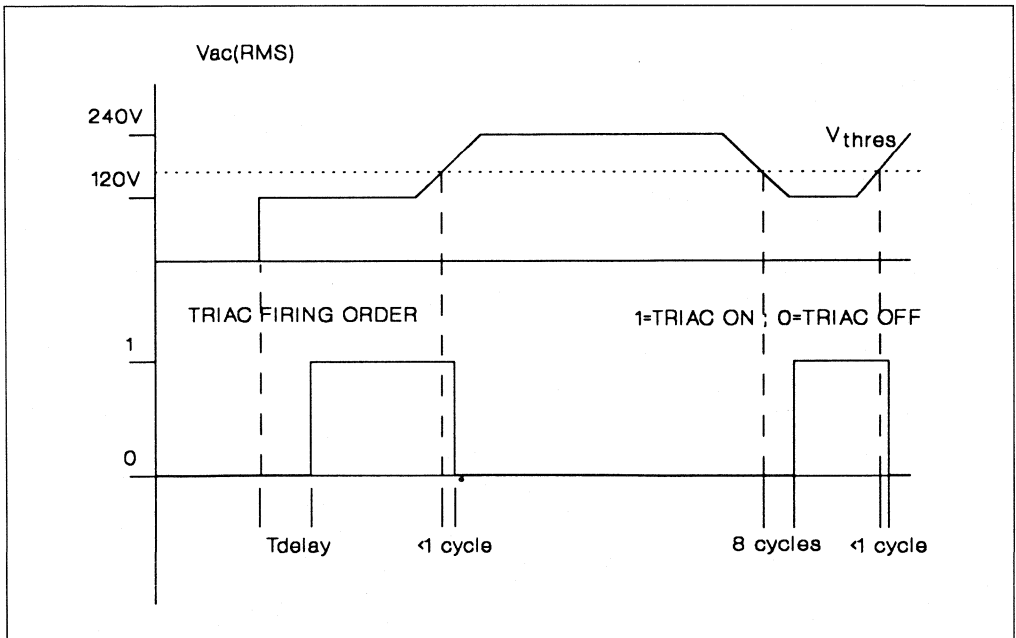 Vac(RMS)
240V
Vthres
120V
TRIAC FIRING ORDER
1=TRIAC ON ; 0=TRIAC OFF
1
0
Tdelay
<1 cycle
8 cycles
<1 cycle